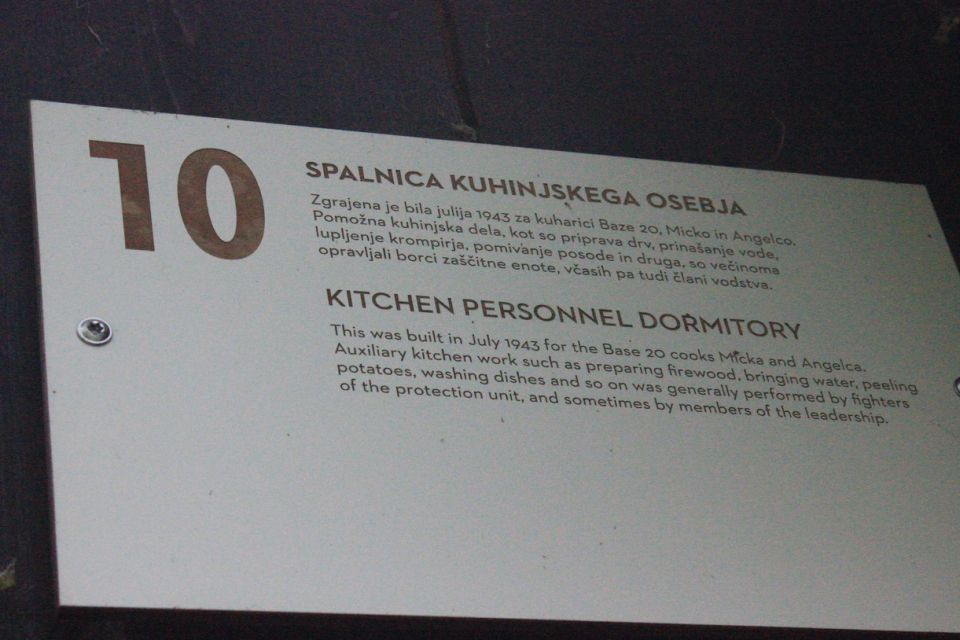 10
SPALNICA KUHINJSKEGA OSEBJA
Zgrajena je bila julija 1943 za kuharici Baze 20, Micko in Angelco.
Pomožna kuhinjska dela, kot so priprava drv, prinašanje vode,
lupljenje krompirja, pomivanje posode in druga, so večinoma
opravljali borci zaščitne enote, včasih pa tudi člani vodstva.
KITCHEN PERSONNEL DORMITORY
This was built in July 1943 for the Base 20 cooks Micka and Angelca.
Auxiliary kitchen work such as preparing firewood, bringing water, peeling
potatoes, washing dishes and so on was generally performed by fighters
of the protection unit, and sometimes by members of the leadership.